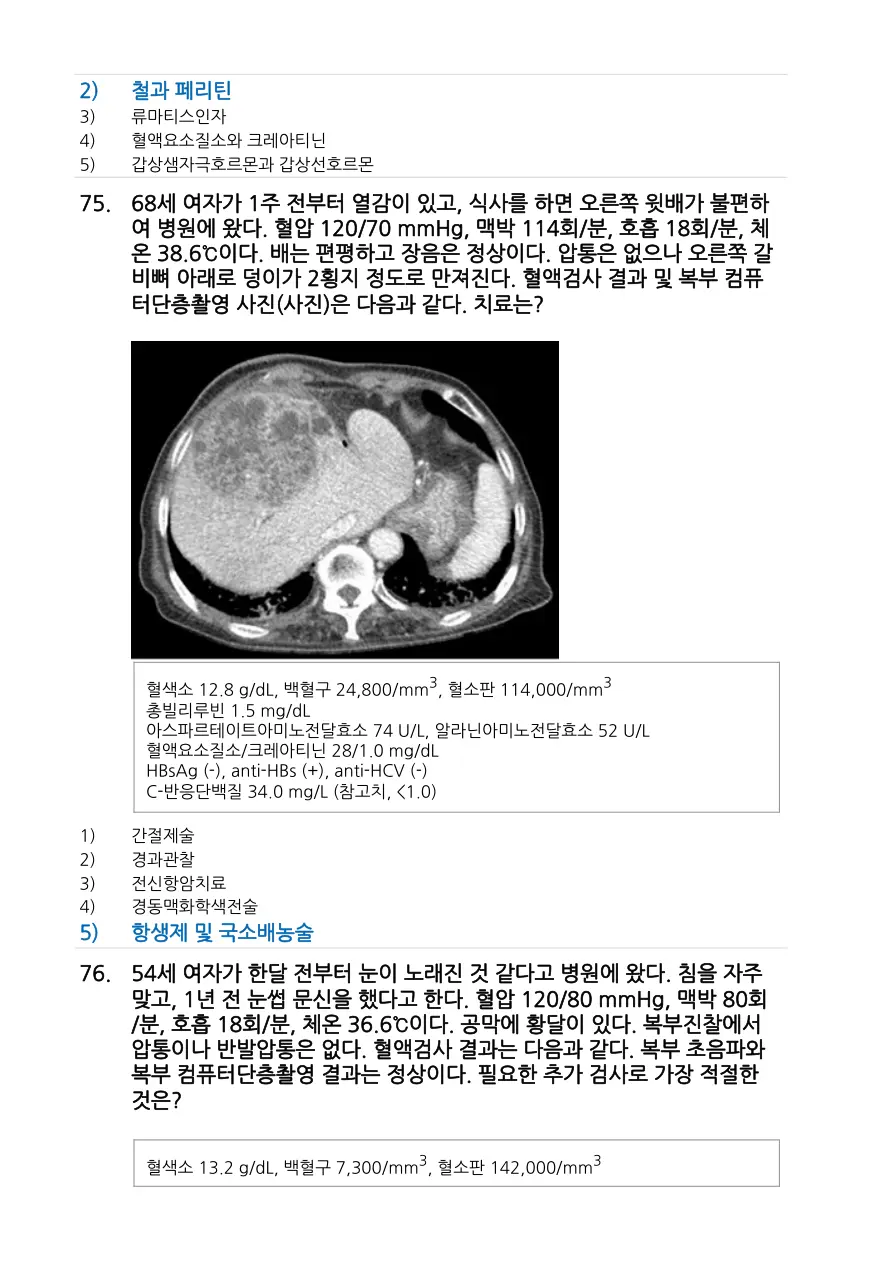 2) 철과 페리틴
3) 류마티스인자
4) 혈액요소질소와 크레아티닌
5) 갑상샘자극호르몬과 갑상선호르몬
75. 68세 여자가 1주 전부터 열감이 있고, 식사를 하면 오른쪽 윗배가 불편하
여 병원에 왔다. 혈압 120/70 mmHg, 맥박 114회/분, 호흡 18회/분, 체
온 38.6℃이다. 배는 편평하고 장음은 정상이다. 압통은 없으나 오른쪽 갈
비뼈 아래로 덩이가 2횡지 정도로 만져진다. 혈액검사 결과 및 복부 컴퓨
터단층촬영 사진(사진)은 다음과 같다. 치료는?
혈색소 12.8 g/dL, 백혈구 24,800/mm³, 혈소판 114,000/mm³
총빌리루빈 1.5 mg/dL
아스파르테이트아미노전달효소 74 U/L, 알라닌아미노전달효소 52 U/L
혈액요소질소/크레아티닌 28/1.0 mg/dL
HBsAg (-), anti-HBs (+), anti-HCV (-)
C-반응단백질 34.0 mg/L (참고치, <1.0)
1) 간절제술
2) 경과관찰
3) 전신항암치료
4) 경동맥화학색전술
5) 항생제 및 국소배농술
76. 54세 여자가 한달 전부터 눈이 노래진 것 같다고 병원에 왔다. 침을 자주
맞고, 1년 전 눈썹 문신을 했다고 한다. 혈압 120/80 mmHg, 맥박 80회
/분, 호흡 18회/분, 체온 36.6℃이다. 공막에 황달이 있다. 복부진찰에서
압통이나 반발압통은 없다. 혈액검사 결과는 다음과 같다. 복부 초음파와
복부 컴퓨터단층촬영 결과는 정상이다. 필요한 추가 검사로 가장 적절한
것은?
혈색소 13.2 g/dL, 백혈구 7,300/mm³, 혈소판 142,000/mm³